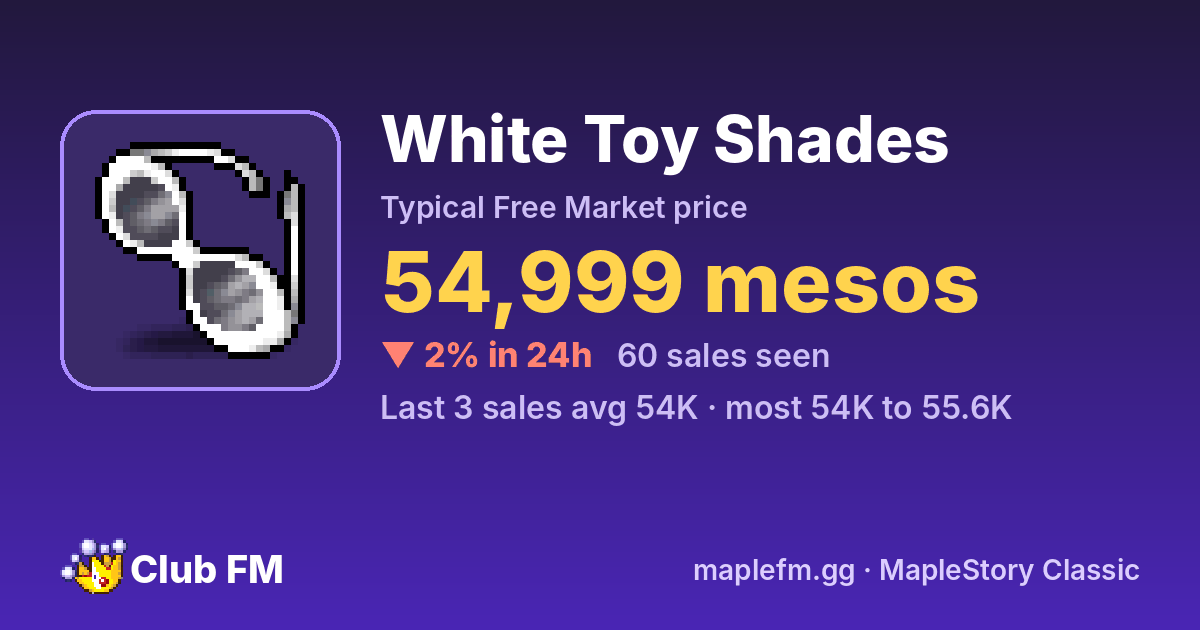 White Toy Shades
Typical Free Market price
54,999 mesos
▼ 2% in 24h 60 sales seen
Last 3 sales avg 54K · most 54K to 55.6K
Club FM
maplefm.gg · MapleStory Classic